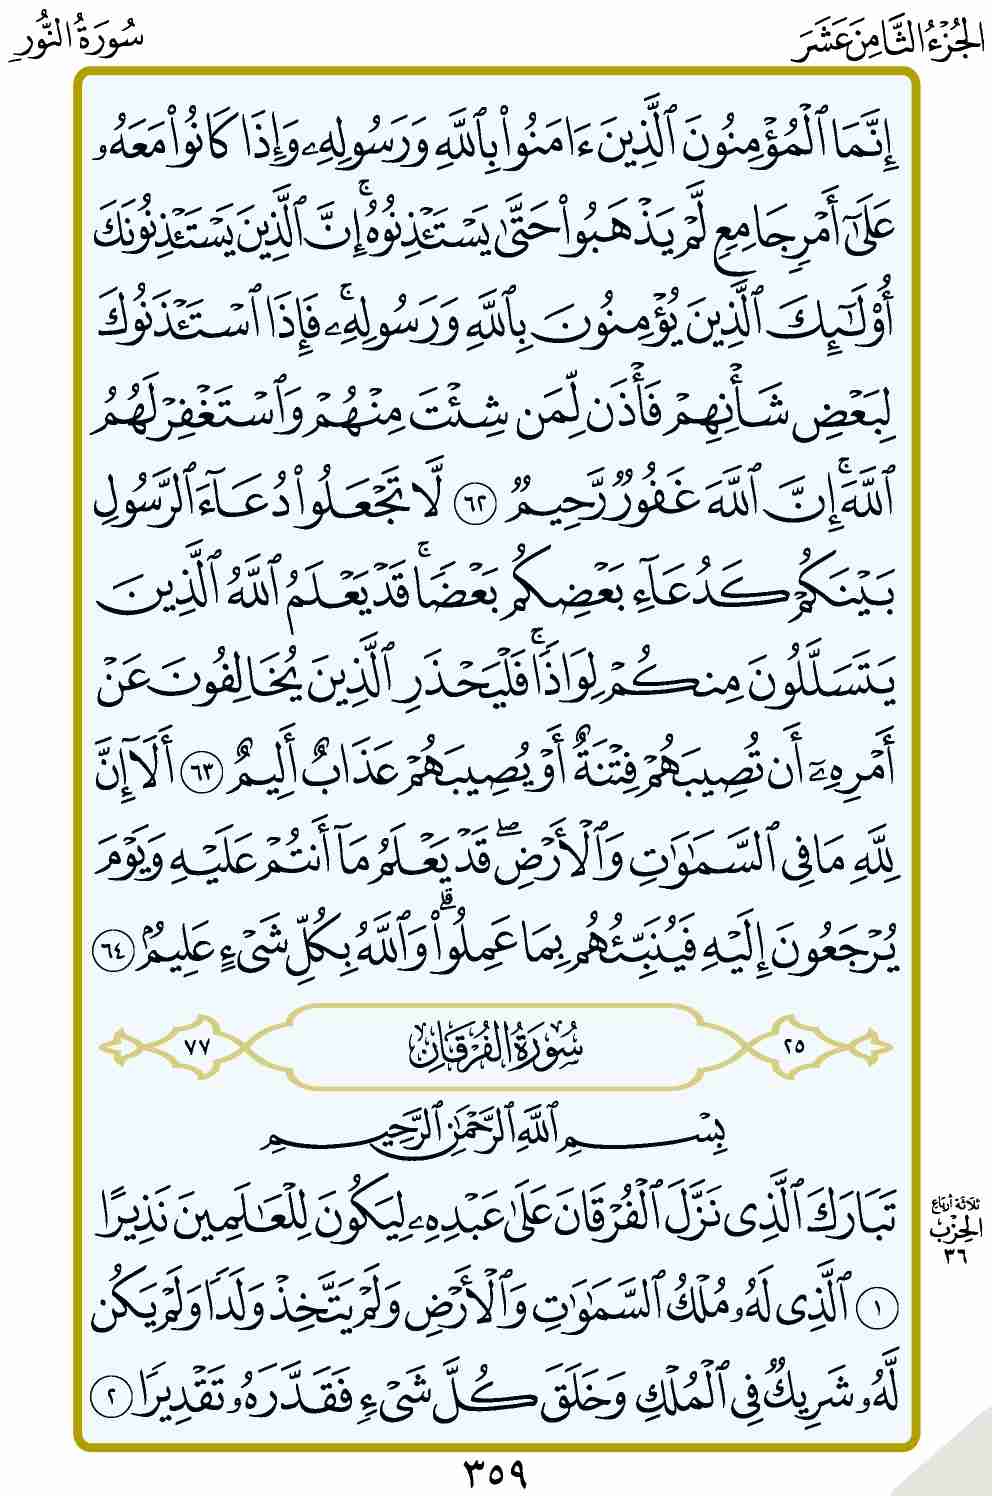 الجُزْءُ الثَّامِنَ عَشَرَ
سُورَةُ النُّورِ
إِنَّمَا ٱلْمُؤْمِنُونَ ٱلَّذِينَ ءَامَنُوا۟ بِٱللَّهِ وَرَسُولِهِۦ وَإِذَا كَانُوا۟ مَعَهُۥ
عَلَىٰٓ أَمْرٍ جَامِعٍ لَّمْ يَذْهَبُوا۟ حَتَّىٰ يَسْتَـْٔذِنُوهُ ۚ إِنَّ ٱلَّذِينَ يَسْتَـْٔذِنُونَكَ
أُو۟لَـٰٓئِكَ ٱلَّذِينَ يُؤْمِنُونَ بِٱللَّهِ وَرَسُولِهِۦ ۚ فَإِذَا ٱسْتَـْٔذَنُوكَ
لِبَعْضِ شَأْنِهِمْ فَأْذَن لِّمَن شِئْتَ مِنْهُمْ وَٱسْتَغْفِرْ لَهُمُ
ٱللَّهَ ۚ إِنَّ ٱللَّهَ غَفُورٌ رَّحِيمٌ ٦٢ لَّا تَجْعَلُوا۟ دُعَآءَ ٱلرَّسُولِ
بَيْنَكُمْ كَدُعَآءِ بَعْضِكُم بَعْضًا ۚ قَدْ يَعْلَمُ ٱللَّهُ ٱلَّذِينَ
يَتَسَلَّلُونَ مِنكُمْ لِوَاذًا ۚ فَلْيَحْذَرِ ٱلَّذِينَ يُخَالِفُونَ عَنْ
أَمْرِهِۦٓ أَن تُصِيبَهُمْ فِتْنَةٌ أَوْ يُصِيبَهُمْ عَذَابٌ أَلِيمٌ ٦٣ أَلَآ إِنَّ
لِلَّهِ مَا فِى ٱلسَّمَـٰوَٰتِ وَٱلْأَرْضِ ۖ قَدْ يَعْلَمُ مَآ أَنتُمْ عَلَيْهِ وَيَوْمَ
يُرْجَعُونَ إِلَيْهِ فَيُنَبِّئُهُم بِمَا عَمِلُوا۟ ۗ وَٱللَّهُ بِكُلِّ شَىْءٍ عَلِيمٌۢ ٦٤
٢٥ سُورَةُ الفُرْقَانِ ٧٧
بِسْمِ ٱللَّهِ ٱلرَّحْمَـٰنِ ٱلرَّحِيمِ
تَبَارَكَ ٱلَّذِى نَزَّلَ ٱلْفُرْقَانَ عَلَىٰ عَبْدِهِۦ لِيَكُونَ لِلْعَـٰلَمِينَ نَذِيرًا
١ ٱلَّذِى لَهُۥ مُلْكُ ٱلسَّمَـٰوَٰتِ وَٱلْأَرْضِ وَلَمْ يَتَّخِذْ وَلَدًا وَلَمْ يَكُن
لَّهُۥ شَرِيكٌ فِى ٱلْمُلْكِ وَخَلَقَ كُلَّ شَىْءٍ فَقَدَّرَهُۥ تَقْدِيرًا ٢
ثلاثة أرباع
الحِزْب
٣٦
٣٥٩